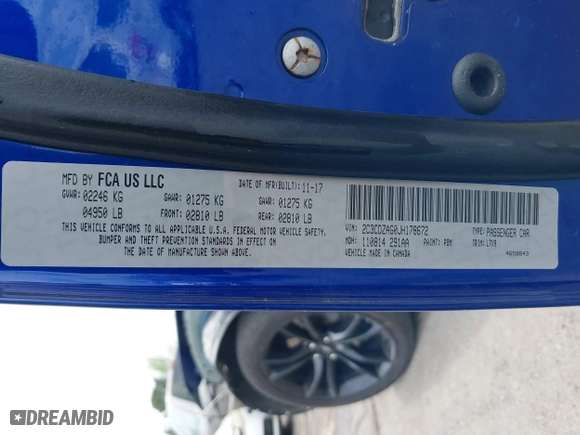 MFD BY FCA US LLC
DATE OF MFR(BUILT): 11-17
GVWR: 02246 KG
GAWR: 01275 KG
01275 KG
04950 LB
FRONT: 02810 LB
REAR: 02810 LB
THIS VEHICLE CONFORMS TO ALL APPLICABLE U.S.A. FEDERAL MOTOR VEHICLE SAFETY,
BUMPER AND THEFT PREVENTION STANDARDS IN EFFECT ON THE
DATE OF MANUFACTURE SHOWN ABOVE.
VIN: 2C3CDZAG0JH178672
TYPE: PASSENGER CAR
MDH: 110814 291AA
PAINT: PBM
TRIM: L7X9
VEHICLE MADE IN CANADA
4658843
DREAMBID